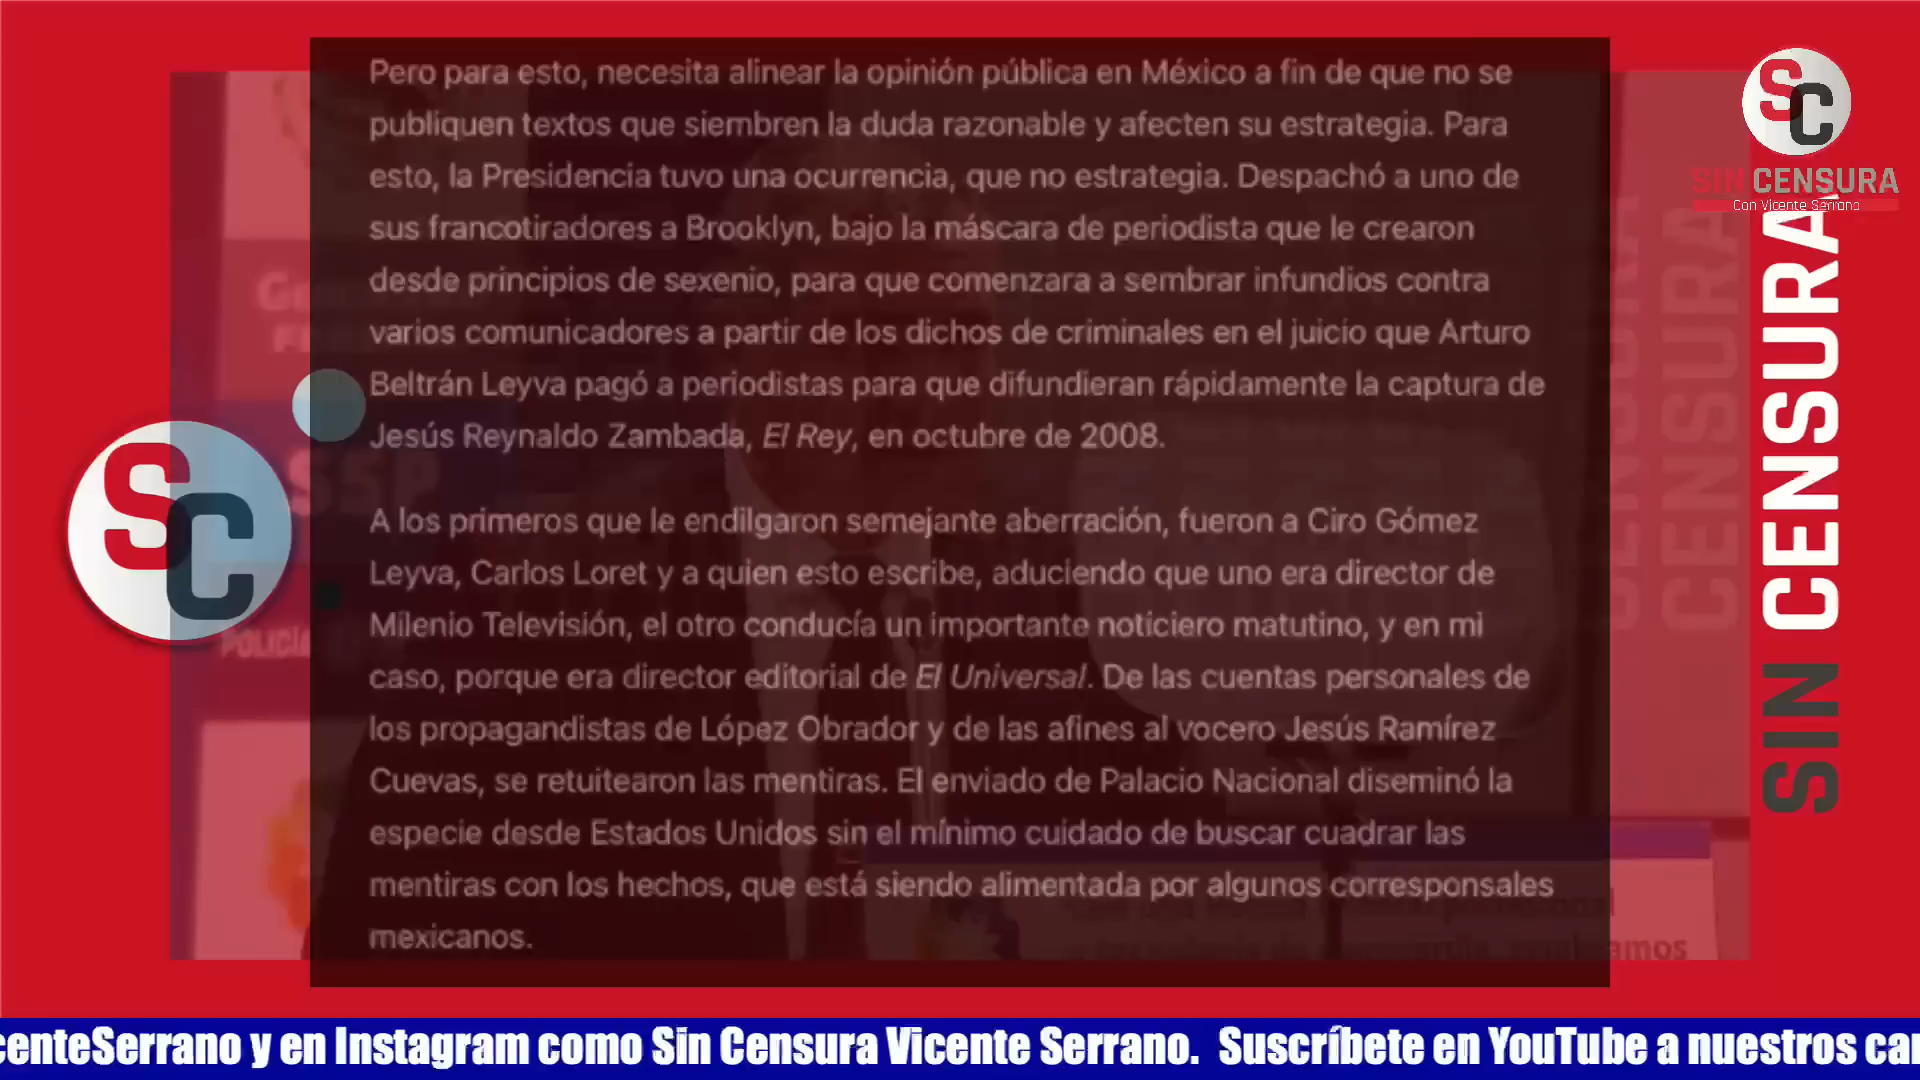 Pero para esto, necesita alinear la opinión pública en México a fin de que no se
publiquen textos que siembren la duda razonable y afecten su estrategia. Para
esto, la Presidencia tuvo una ocurrencia, que no estrategia. Despachó a uno de
sus francotiradores a Brooklyn, bajo la máscara de periodista que le crearon
desde principios de sexenio, para que comenzara a sembrar infundios contra
varios comunicadores a partir de los dichos de criminales en el juicio que Arturo
Beltrán Leyva pagó a periodistas para que difundieran rápidamente la captura de
Jesús Reynaldo Zambada, El Rey, en octubre de 2008.
A los primeros que le endilgaron semejante aberración, fueron a Ciro Gómez
Leyva, Carlos Loret y a quien esto escribe, aduciendo que uno era director de
Milenio Televisión, el otro conducía un importante noticiero matutino, y en mi
caso, porque era director editorial de El Universal. De las cuentas personales de
los propagandistas de López Obrador y de las afines al vocero Jesús Ramírez
Cuevas, se retuitearon las mentiras. El enviado de Palacio Nacional diseminó la
especie desde Estados Unidos sin el mínimo cuidado de buscar cuadrar las
mentiras con los hechos, que está siendo alimentada por algunos corresponsales
mexicanos.
SC
SSP
POLICÍA
SC
SIN CENSURA
Con Vicente Serrano
SIN CENSURA
CENSURA
centeSerrano y en Instagram como Sin Censura Vicente Serrano. Suscríbete en YouTube a nuestros can